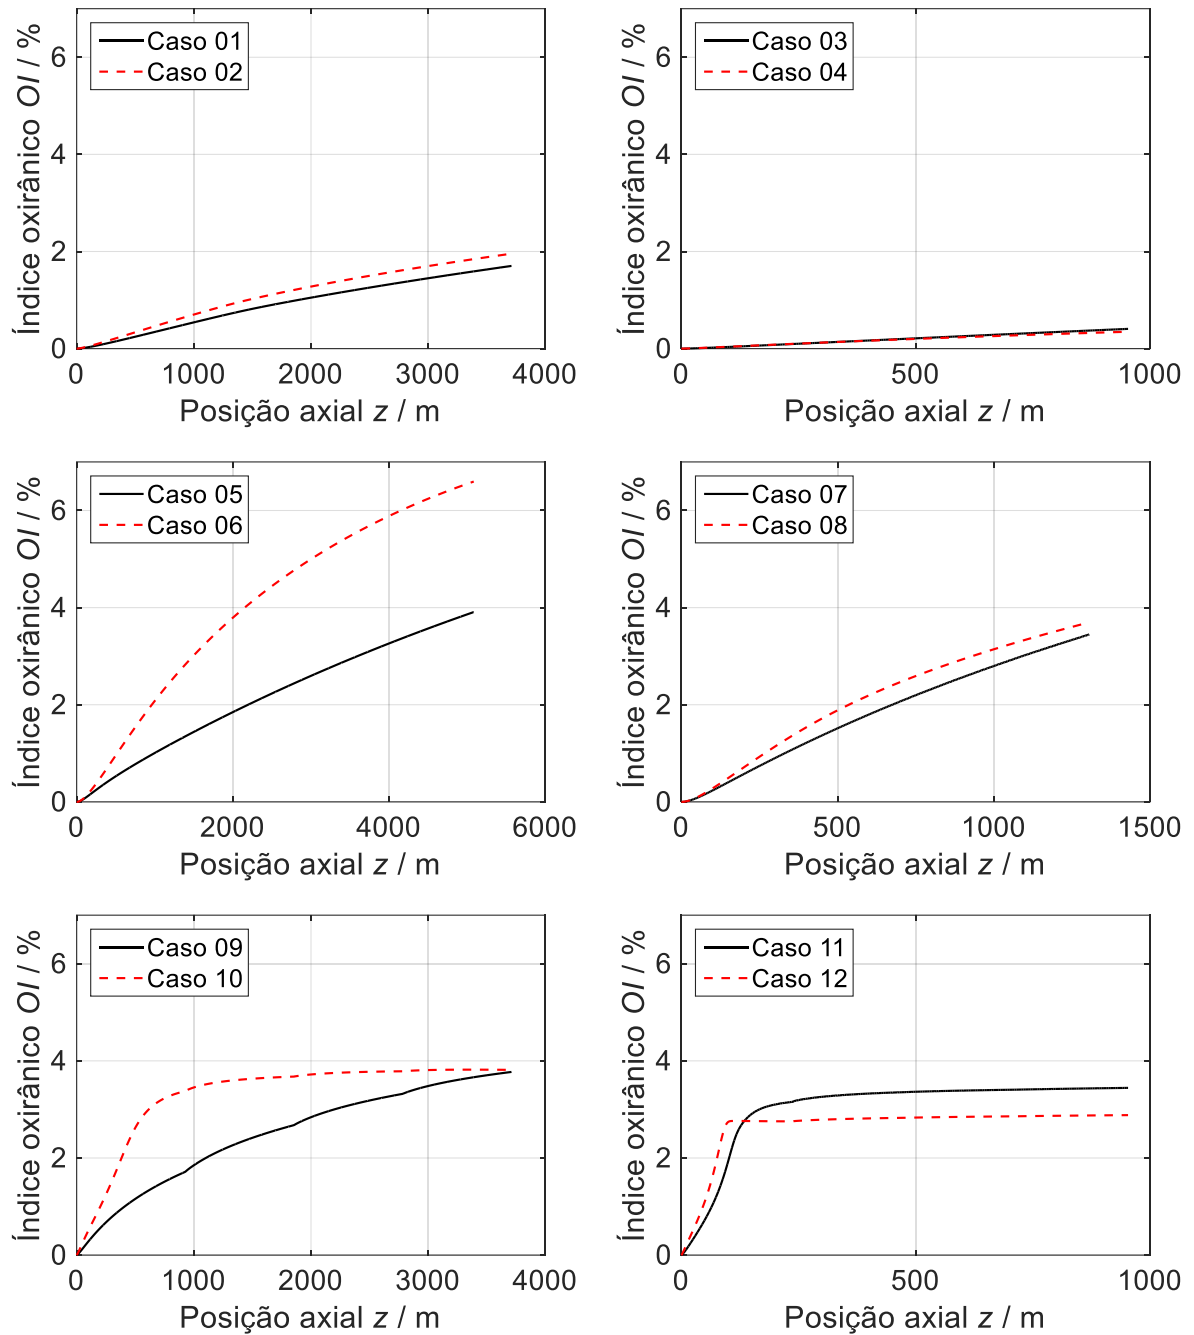 Caso 01
Caso 02
Índice oxirânico OI / %
6
4
2
0
0 1000 2000 3000 4000
Posição axial z / m
Caso 03
Caso 04
Índice oxirânico OI / %
6
4
2
0
0 500 1000
Posição axial z / m
Caso 05
Caso 06
Índice oxirânico OI / %
6
4
2
0
0 2000 4000 6000
Posição axial z / m
Caso 07
Caso 08
Índice oxirânico OI / %
6
4
2
0
0 500 1000 1500
Posição axial z / m
Caso 09
Caso 10
Índice oxirânico OI / %
6
4
2
0
0 1000 2000 3000 4000
Posição axial z / m
Caso 11
Caso 12
Índice oxirânico OI / %
6
4
2
0
0 500 1000
Posição axial z / m